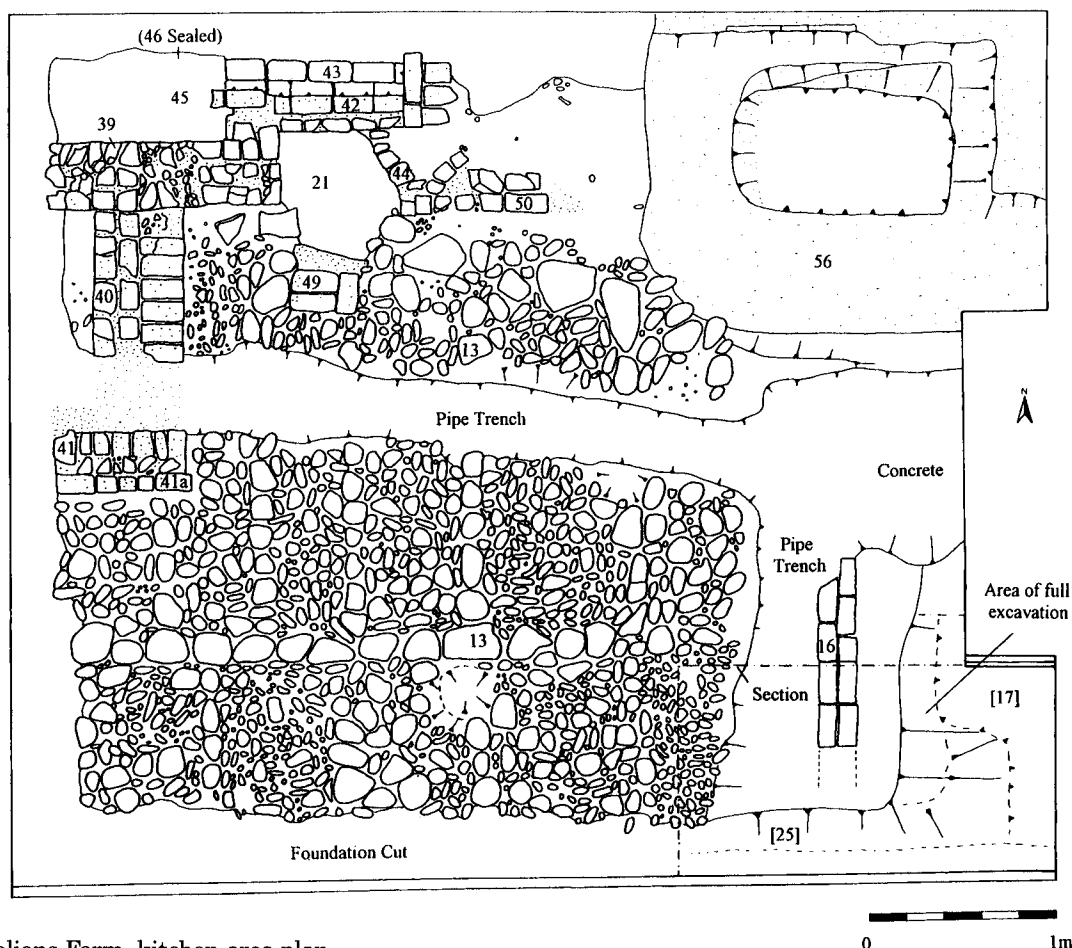 (46 Sealed)
43
45
42
39
44
21
50
56
49
40
13
N
Pipe Trench
41
Concrete
41a
Pipe
Trench
Area of full
excavation
13
16
Section
[17]
[25]
Foundation Cut
0 1m
Farm, kitchen area plan